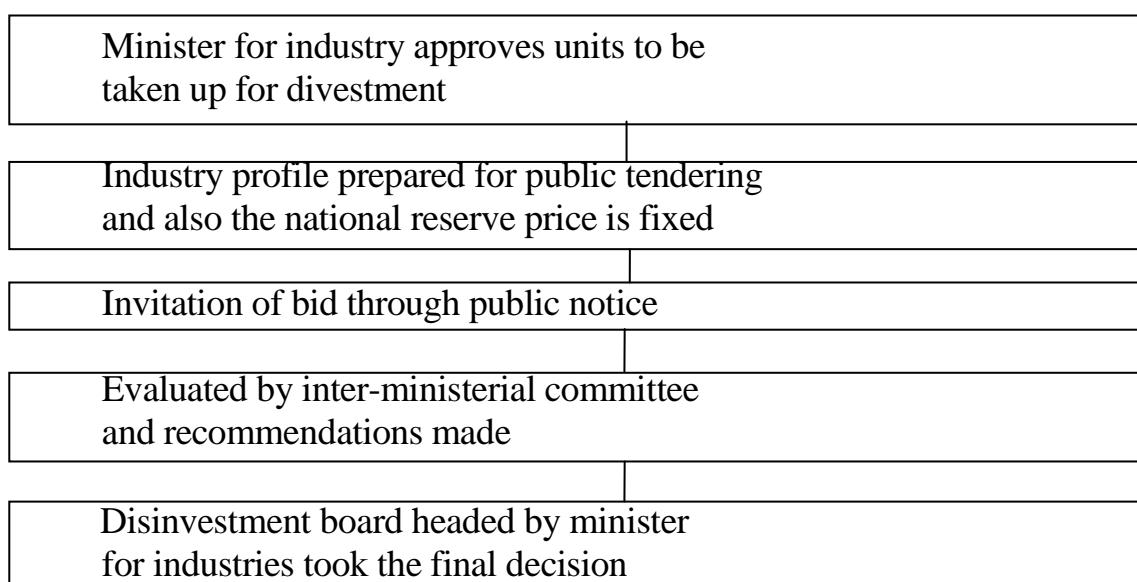 Minister for industry approves units to be
taken up for divestment
Industry profile prepared for public tendering
and also the national reserve price is fixed
Invitation of bid through public notice
Evaluated by inter-ministerial committee
and recommendations made
Disinvestment board headed by minister
for industries took the final decision